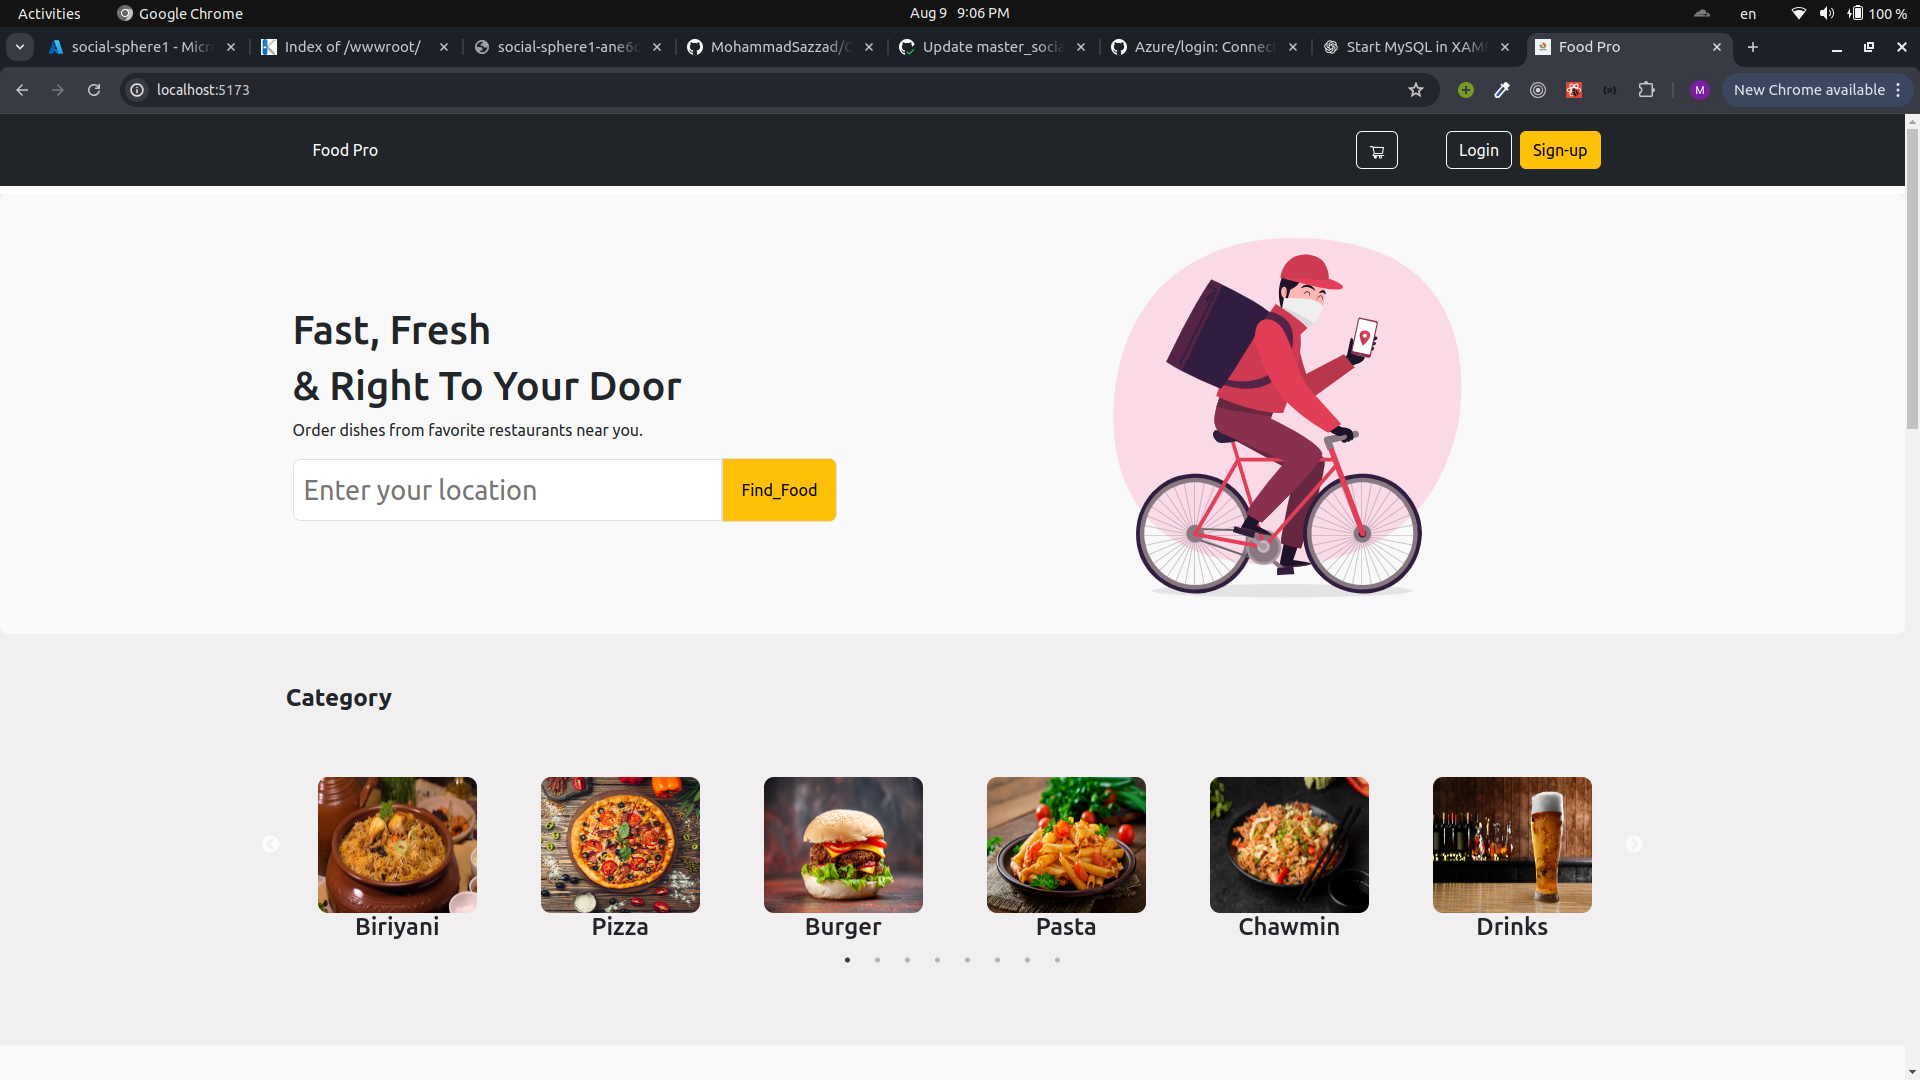 Activities
Google Chrome
Aug 9 9:06 PM
en
100 %
social-sphere1 - Micr
Index of /wwwroot/
social-sphere1-ane6
MohammadSazzad/
Update master_socia
Azure/login: Connect
Start MySQL in XAM
Food Pro
localhost:5173
M
New Chrome available
Food Pro
Login
Sign-up
Fast, Fresh
& Right To Your Door
Order dishes from favorite restaurants near you.
Enter your location
Find_Food
Category
Biriyani
Pizza
Burger
Pasta
Chawmin
Drinks